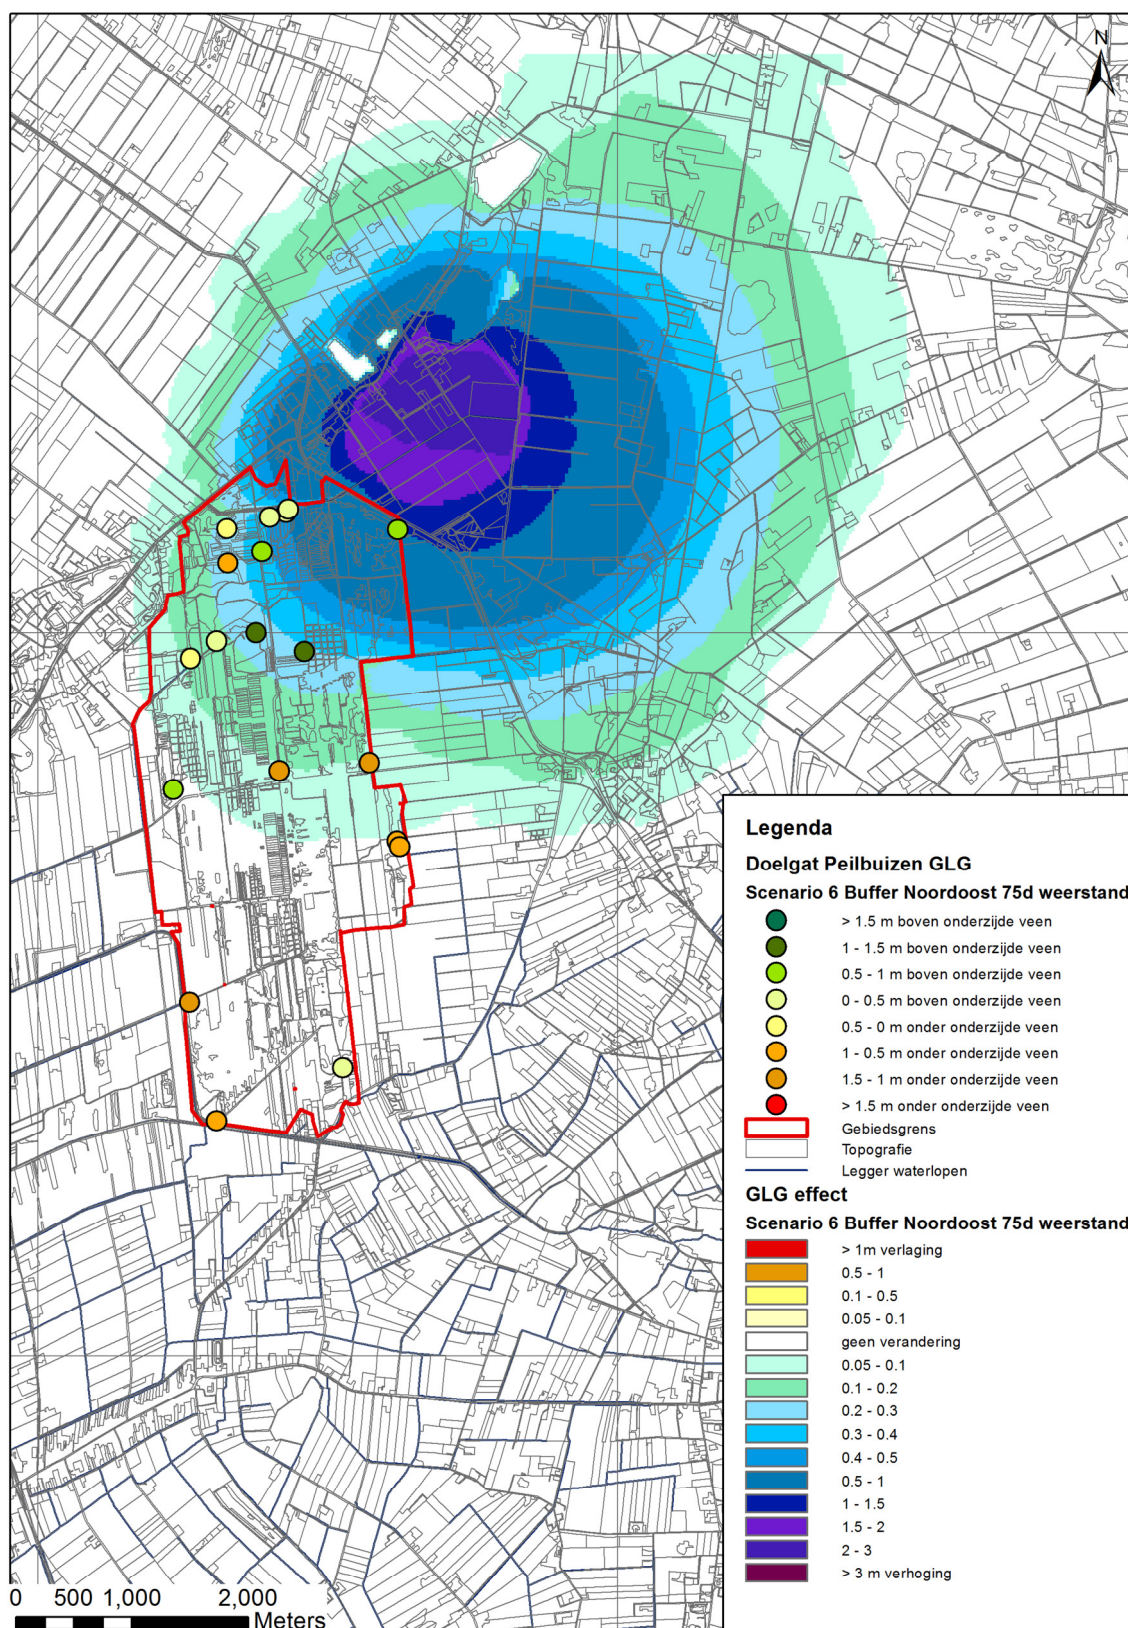 N
Legenda
Doelgat Peilbuizen GLG
Scenario 6 Buffer Noordoost 75d weerstand
> 1.5 m boven onderzijde veen
1 - 1.5 m boven onderzijde veen
0.5 - 1 m boven onderzijde veen
0 - 0.5 m boven onderzijde veen
0.5 - 0 m onder onderzijde veen
1 - 0.5 m onder onderzijde veen
1.5 - 1 m onder onderzijde veen
> 1.5 m onder onderzijde veen
Gebiedsgrens
Topografie
Legger waterlopen
GLG effect
Scenario 6 Buffer Noordoost 75d weerstand
> 1m verlaging
0.5 - 1
0.1 - 0.5
0.05 - 0.1
geen verandering
0.05 - 0.1
0.1 - 0.2
0.2 - 0.3
0.3 - 0.4
0.4 - 0.5
0.5 - 1
1 - 1.5
1.5 - 2
2 - 3
> 3 m verhoging
0 500 1,000 2,000
Meters